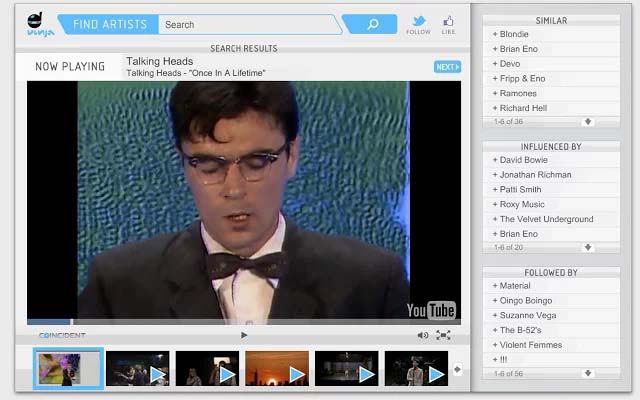 vinja
FIND ARTISTS
Search
FOLLOW
LIKE
SEARCH RESULTS
NOW PLAYING
Talking Heads
Talking Heads - "Once In A Lifetime"
NEXT
YouTube
COINCIDENT
SIMILAR
+ Blondie
+ Brian Eno
+ Devo
+ Fripp & Eno
+ Ramones
+ Richard Hell
1-6 of 36
INFLUENCED BY
+ David Bowie
+ Jonathan Richman
+ Patti Smith
+ Roxy Music
+ The Velvet Underground
+ Brian Eno
1-6 of 20
FOLLOWED BY
+ Material
+ Oingo Boingo
+ Suzanne Vega
+ The B-52's
+ Violent Femmes
+ !!!
1-6 of 56